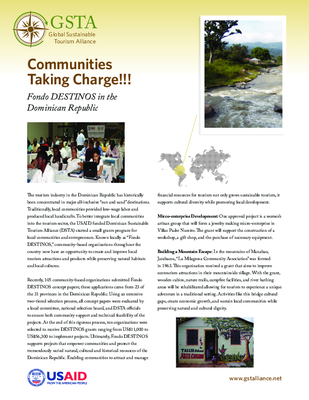 GSTA
Global Sustainable
Tourism Alliance
Communities
Taking Charge!!!
Fondo DESTINOS in the
Dominican Republic
The tourism industry in the Dominican Republic has historically
been concentrated in major all-inclusive "sun and sand" destinations.
Traditionally, local communities provided low-wage labor and
produced local handicrafts. To better integrate local communities
into the tourism sector, the USAID funded Dominican Sustainable
Tourism Alliance (DSTA) created a small grants program for
local communities and entrepreneurs. Known locally as "Fondo
DESTINOS," community-based organizations throughout the
country now have an opportunity to create and improve local
tourism attractions and products while preserving natural habitats
and local cultures.
Recently, 105 community-based organizations submitted Fondo
DESTINOS concept papers; these applications came from 23 of
the 31 provinces in the Dominican Republic. Using an extensive
two-tiered selection process, all concept papers were evaluated by
a local committee, national selection board, and DSTA officials
to ensure both community support and technical feasibility of the
projects. At the end of this rigorous process, ten organizations were
selected to receive DESTINOS grants ranging from
to
to implement projects. Ultimately, Fondo DESTINOS
supports projects that empower communities and protect the
tremendously varied natural, cultural and historical resources of the
Dominican Republic. Enabling communities to attract and manage
financial resources for tourism not only grows sustainable tourism, it
supports cultural diversity while promoting local development.
Micro-enterprise Development: One approved project is a women's
artisan group that will form a jewelry making micro-enterprise in
Villas Padre Nuestro. The grant will support the construction of a
workshop, a gift shop, and the purchase of necessary equipment.
Building a Mountain Escape: In the mountains of Manabao,
Jarabacoa, "La Milagrosa Community Association" was formed
in 1963. This organization received a grant that aims to improve
ecotourism attractions in their mountainside village. With the grant,
wooden cabins, nature trails, campfire facilities, and river bathing
areas will be rehabilitated allowing for tourists to experience a unique
adventure in a traditional setting. Activities like this bridge cultural
gaps, create economic growth, and sustain local communities while
preserving natural and cultural dignity.
USAID
FROM THE AMERICAN PEOPLE
www.gstalliance.net